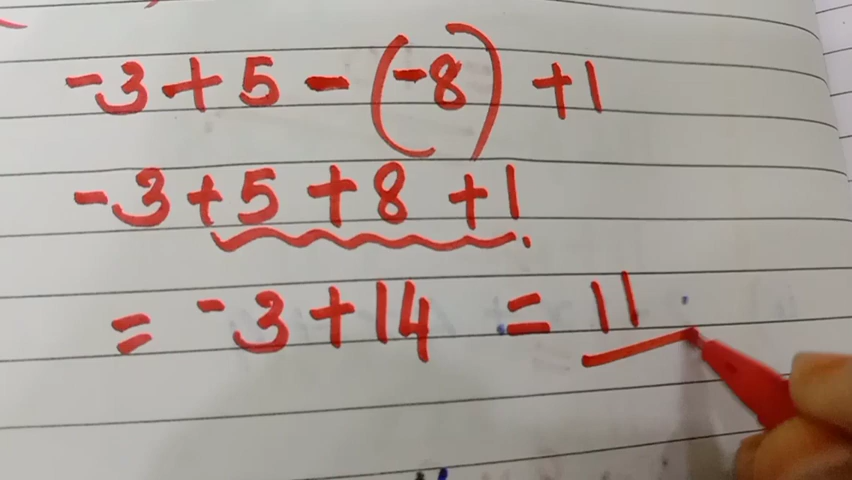 -3+5-(-8)+1
-3+5+8+1
= -3+14 = 11